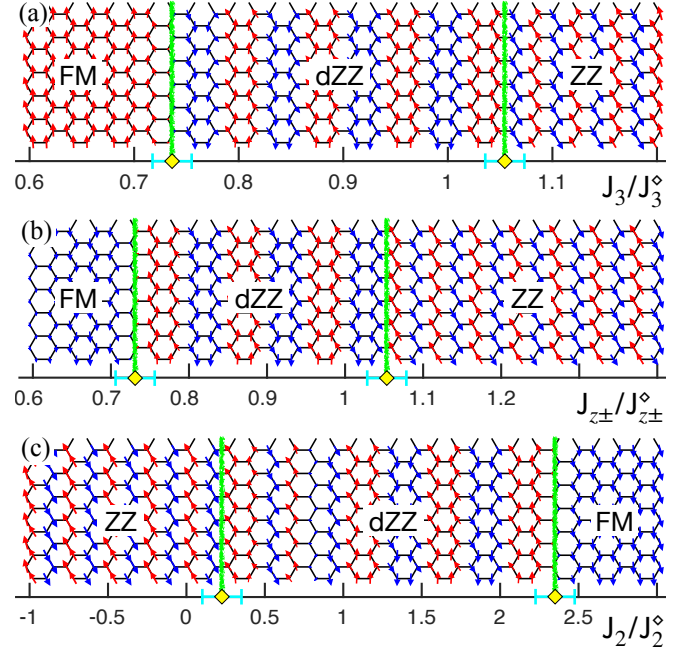 (a)
FM dZZ ZZ
0.6 0.7 0.8 0.9 1 1.1 J₃/J₃^⋄
(b)
FM dZZ ZZ
0.6 0.7 0.8 0.9 1 1.1 1.2 J_z±/J_z±^⋄
(c)
ZZ dZZ FM
-1 -0.5 0 0.5 1 1.5 2 2.5 J₂/J₂^⋄